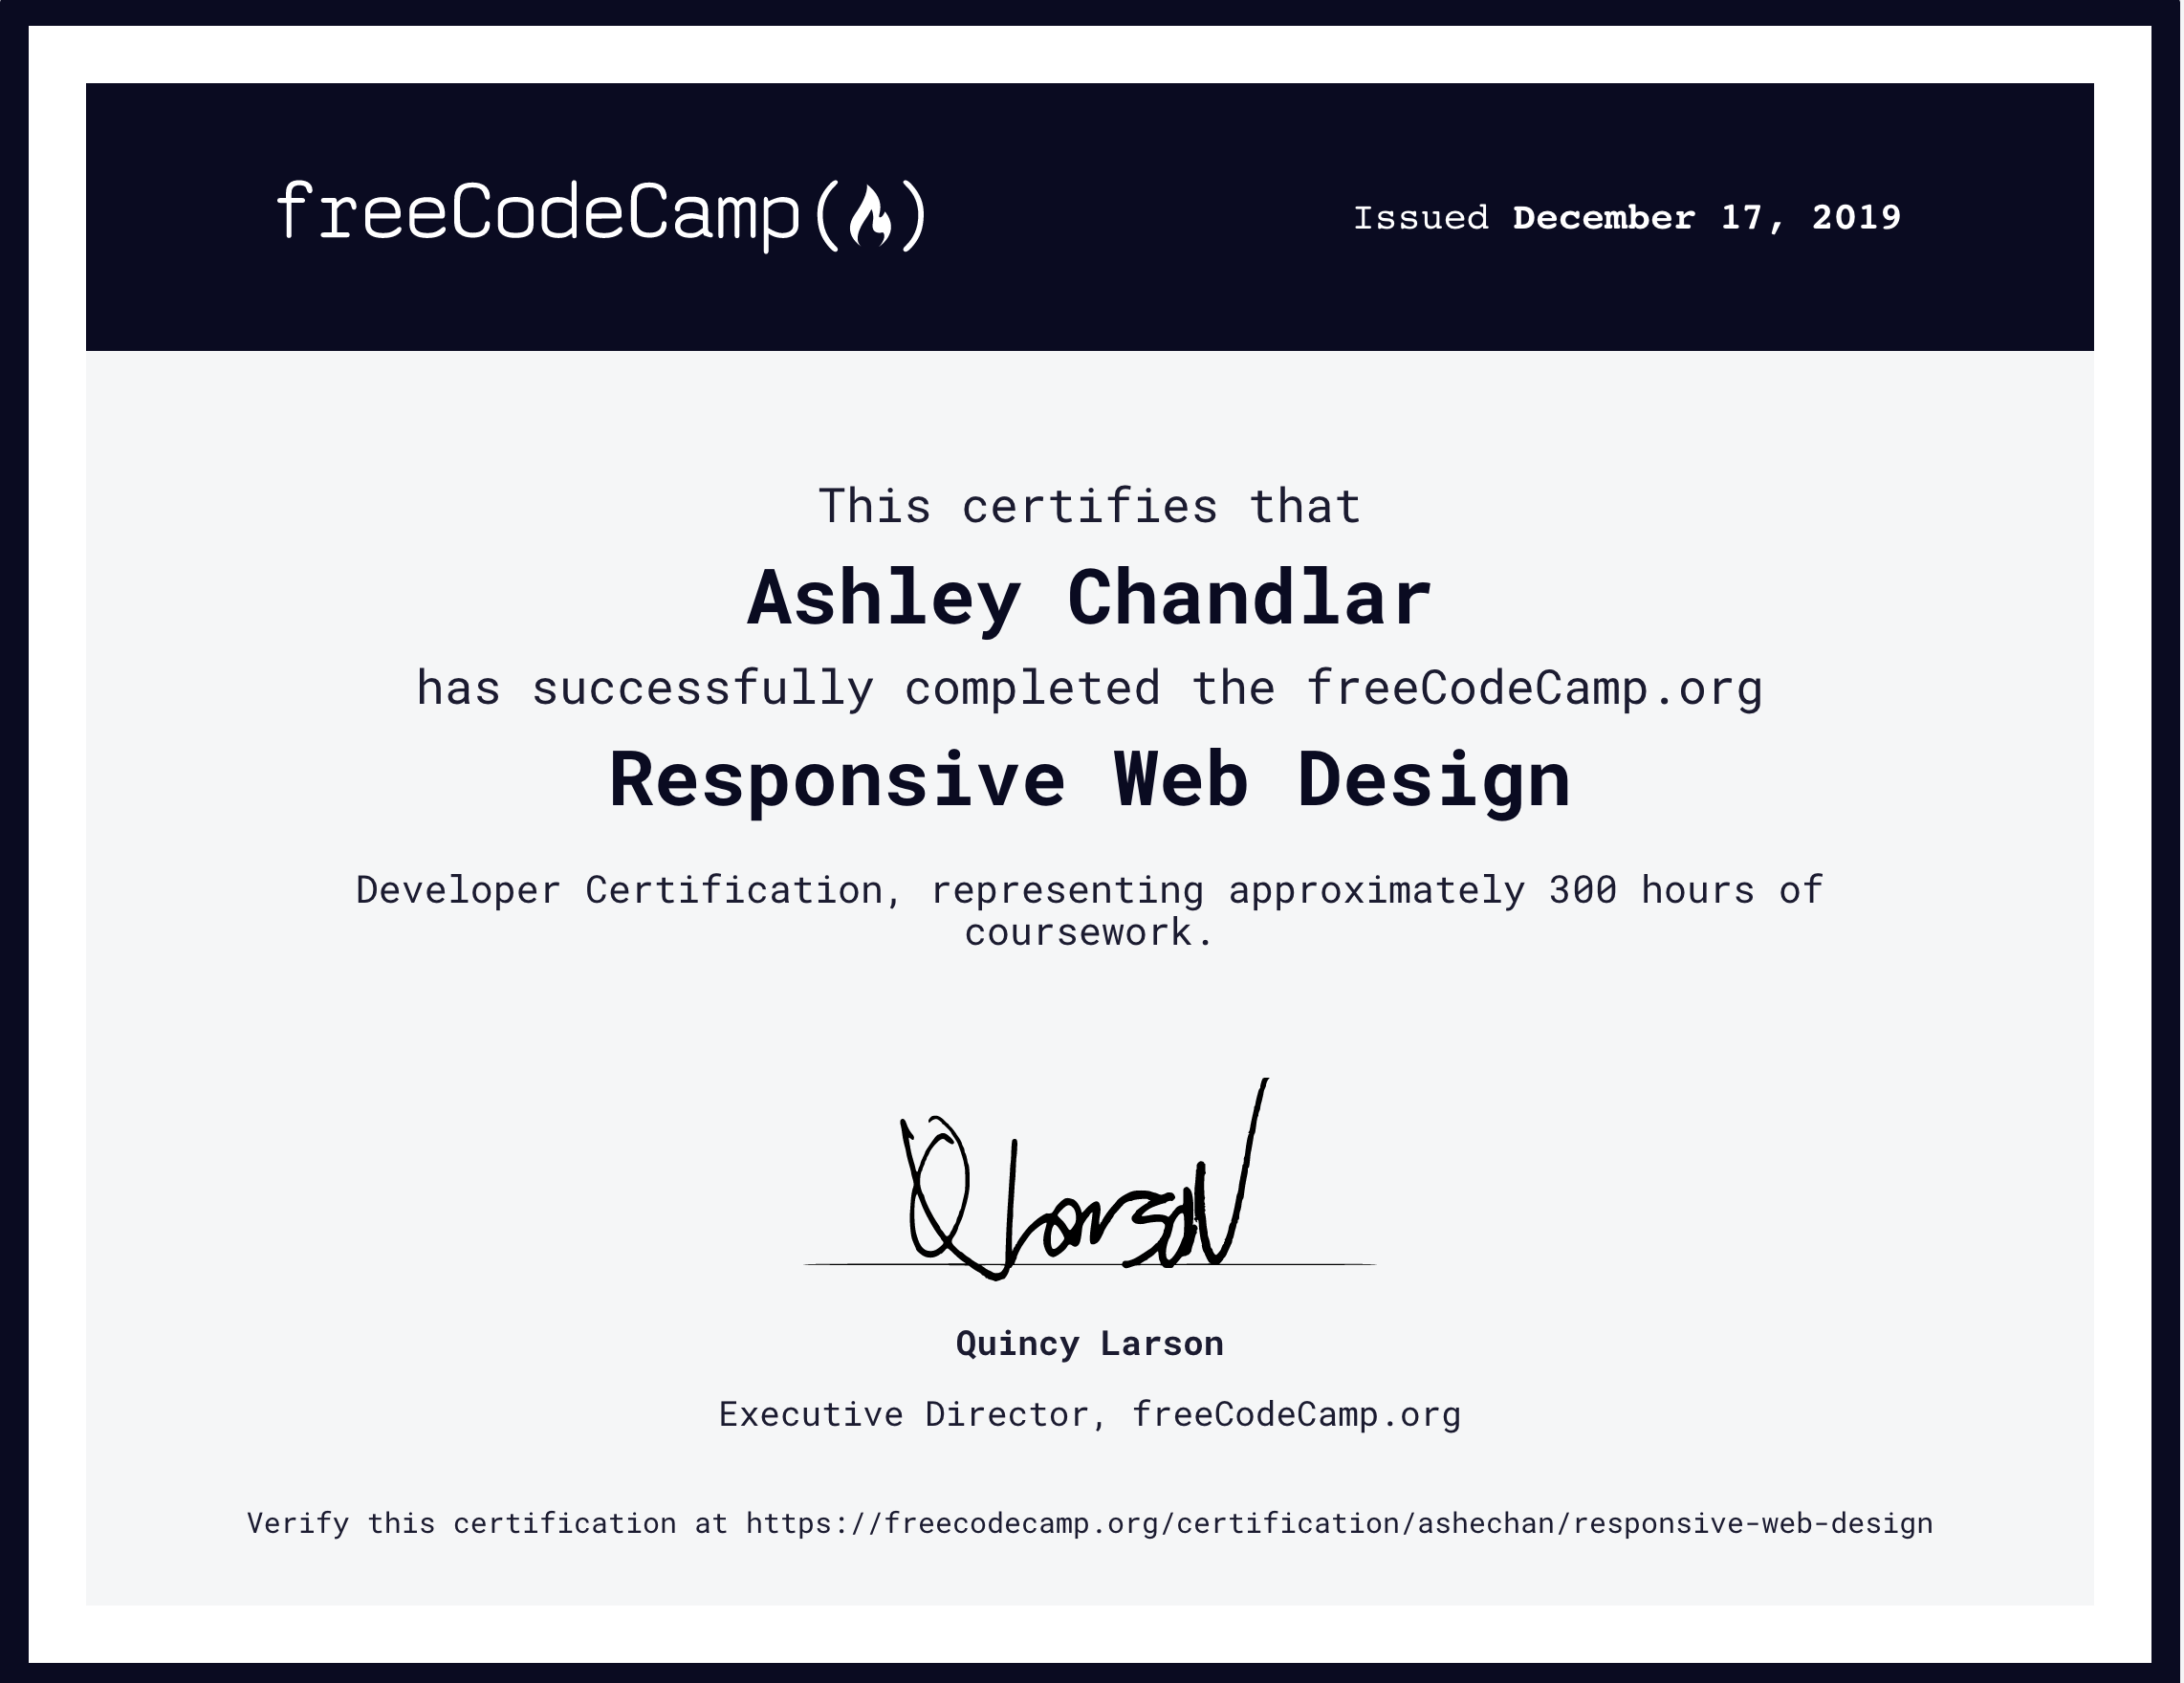 freeCodeCamp(🔥)
Issued December 17, 2019
This certifies that
Ashley Chandlar
has successfully completed the freeCodeCamp.org
Responsive Web Design
Developer Certification, representing approximately 300 hours of
coursework.
Q Larson
Quincy Larson
Executive Director, freeCodeCamp.org
Verify this certification at https://freecodecamp.org/certification/ashechan/responsive-web-design